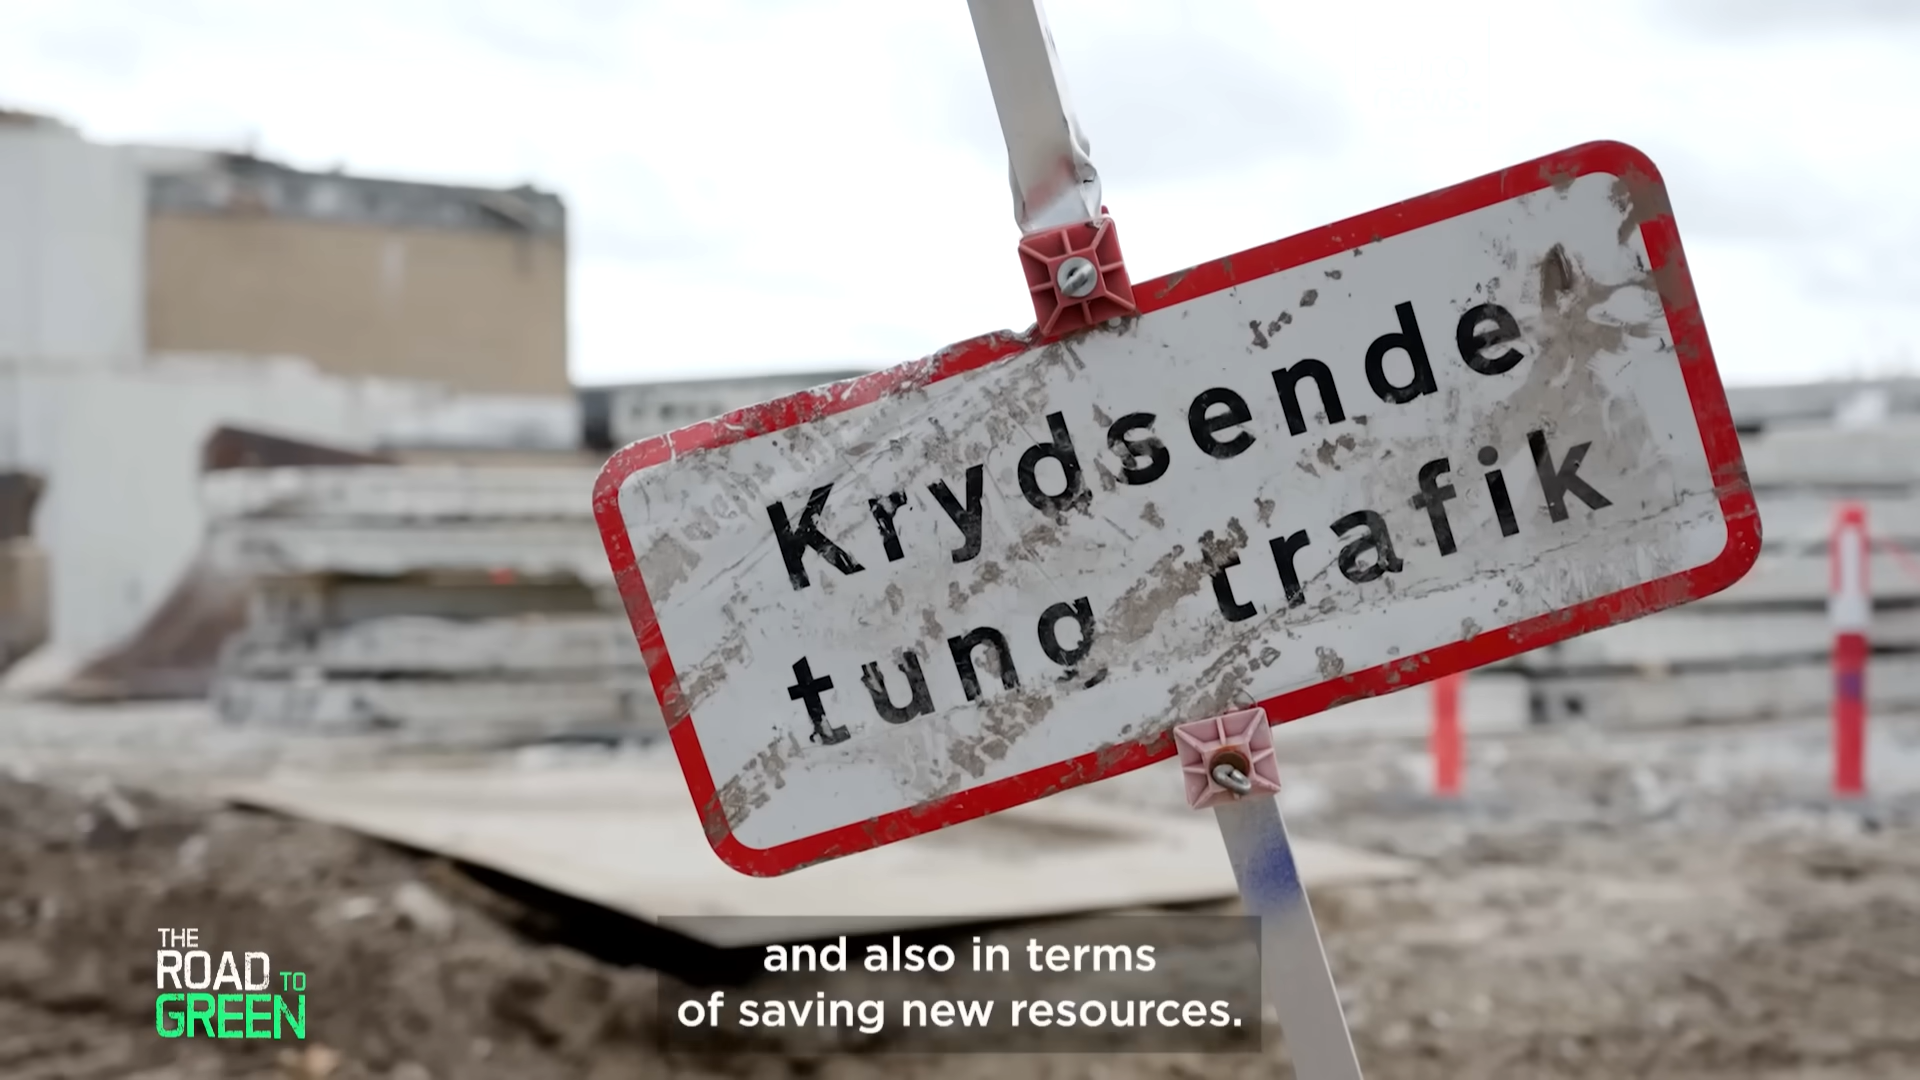 Krydsende
tung trafik
THE
ROAD TO
GREEN
and also in terms
of saving new resources.